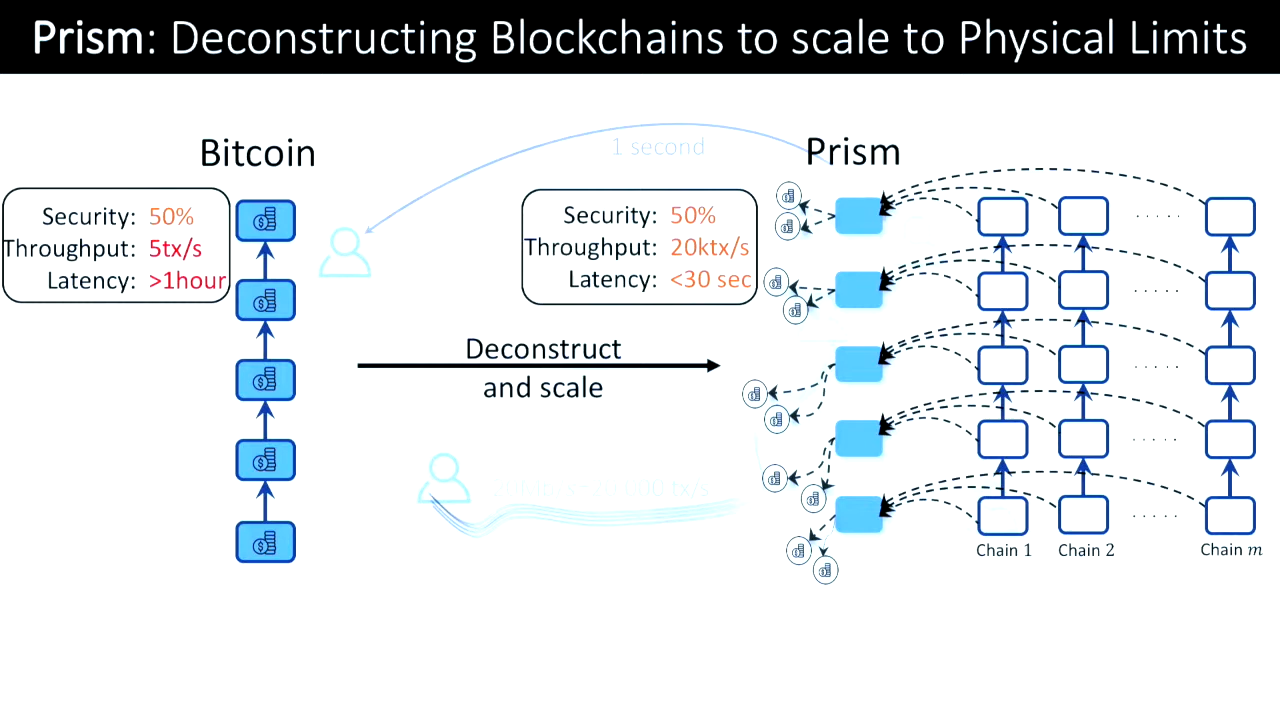 Prism: Deconstructing Blockchains to scale to Physical Limits
Bitcoin
Security: 50%
Throughput: 5tx/s
Latency: >1hour
1 second
Deconstruct
and scale
Prism
Security: 50%
Throughput: 20ktx/s
Latency: <30 sec
Chain 1
Chain 2
Chain m